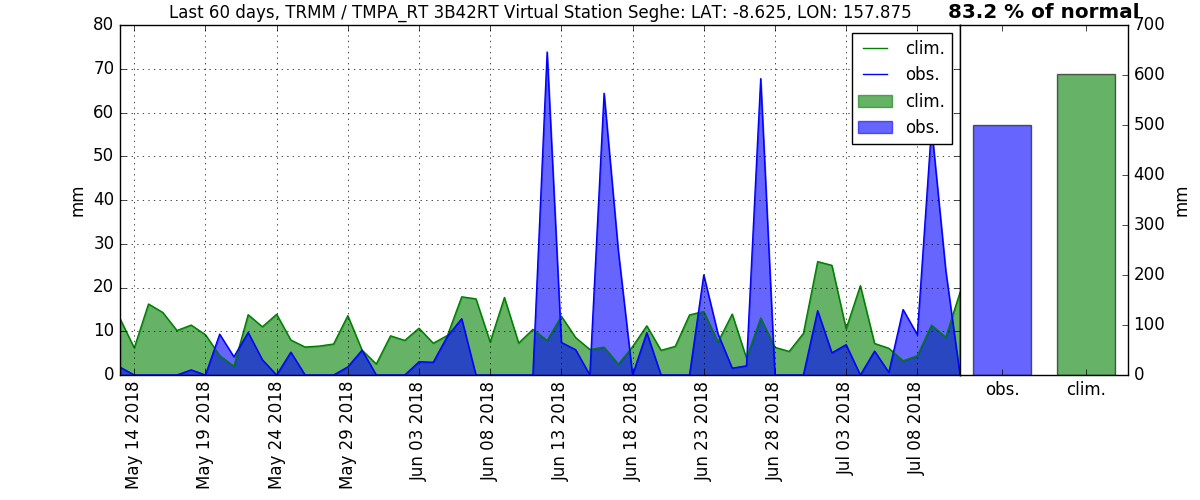 Last 60 days, TRMM / TMPA_RT 3B42RT Virtual Station Seghe: LAT: -8.625, LON: 157.875
83.2 % of normal
80
70
60
50
40
30
20
10
0
mm
clim.
obs.
clim.
obs.
700
600
500
400
300
200
100
0
mm
May 14 2018
May 19 2018
May 24 2018
May 29 2018
Jun 03 2018
Jun 08 2018
Jun 13 2018
Jun 18 2018
Jun 23 2018
Jun 28 2018
Jul 03 2018
Jul 08 2018
obs.
clim.